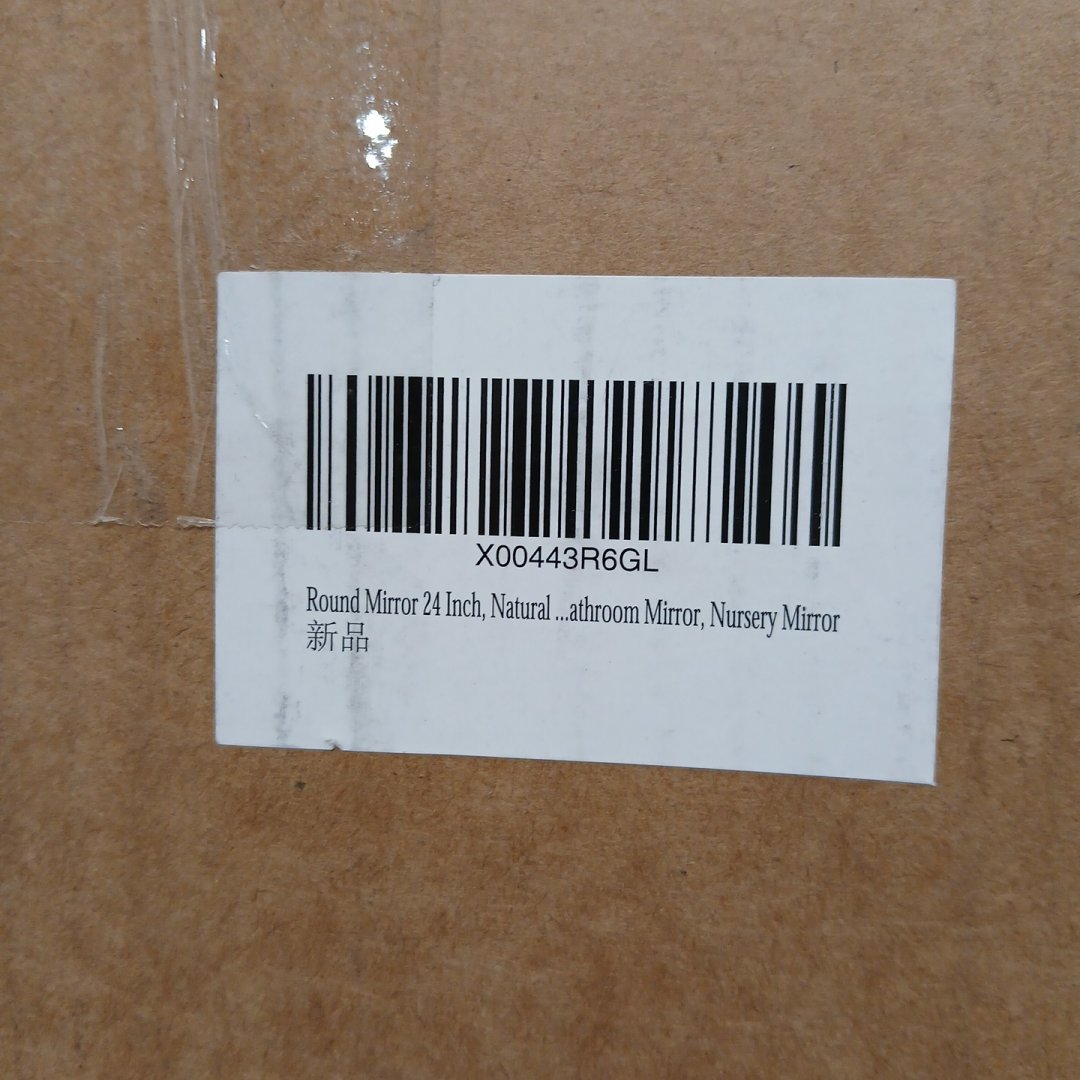 X00443R6GL
Round Mirror 24 Inch, Natural ...athroom Mirror, Nursery Mirror
新品